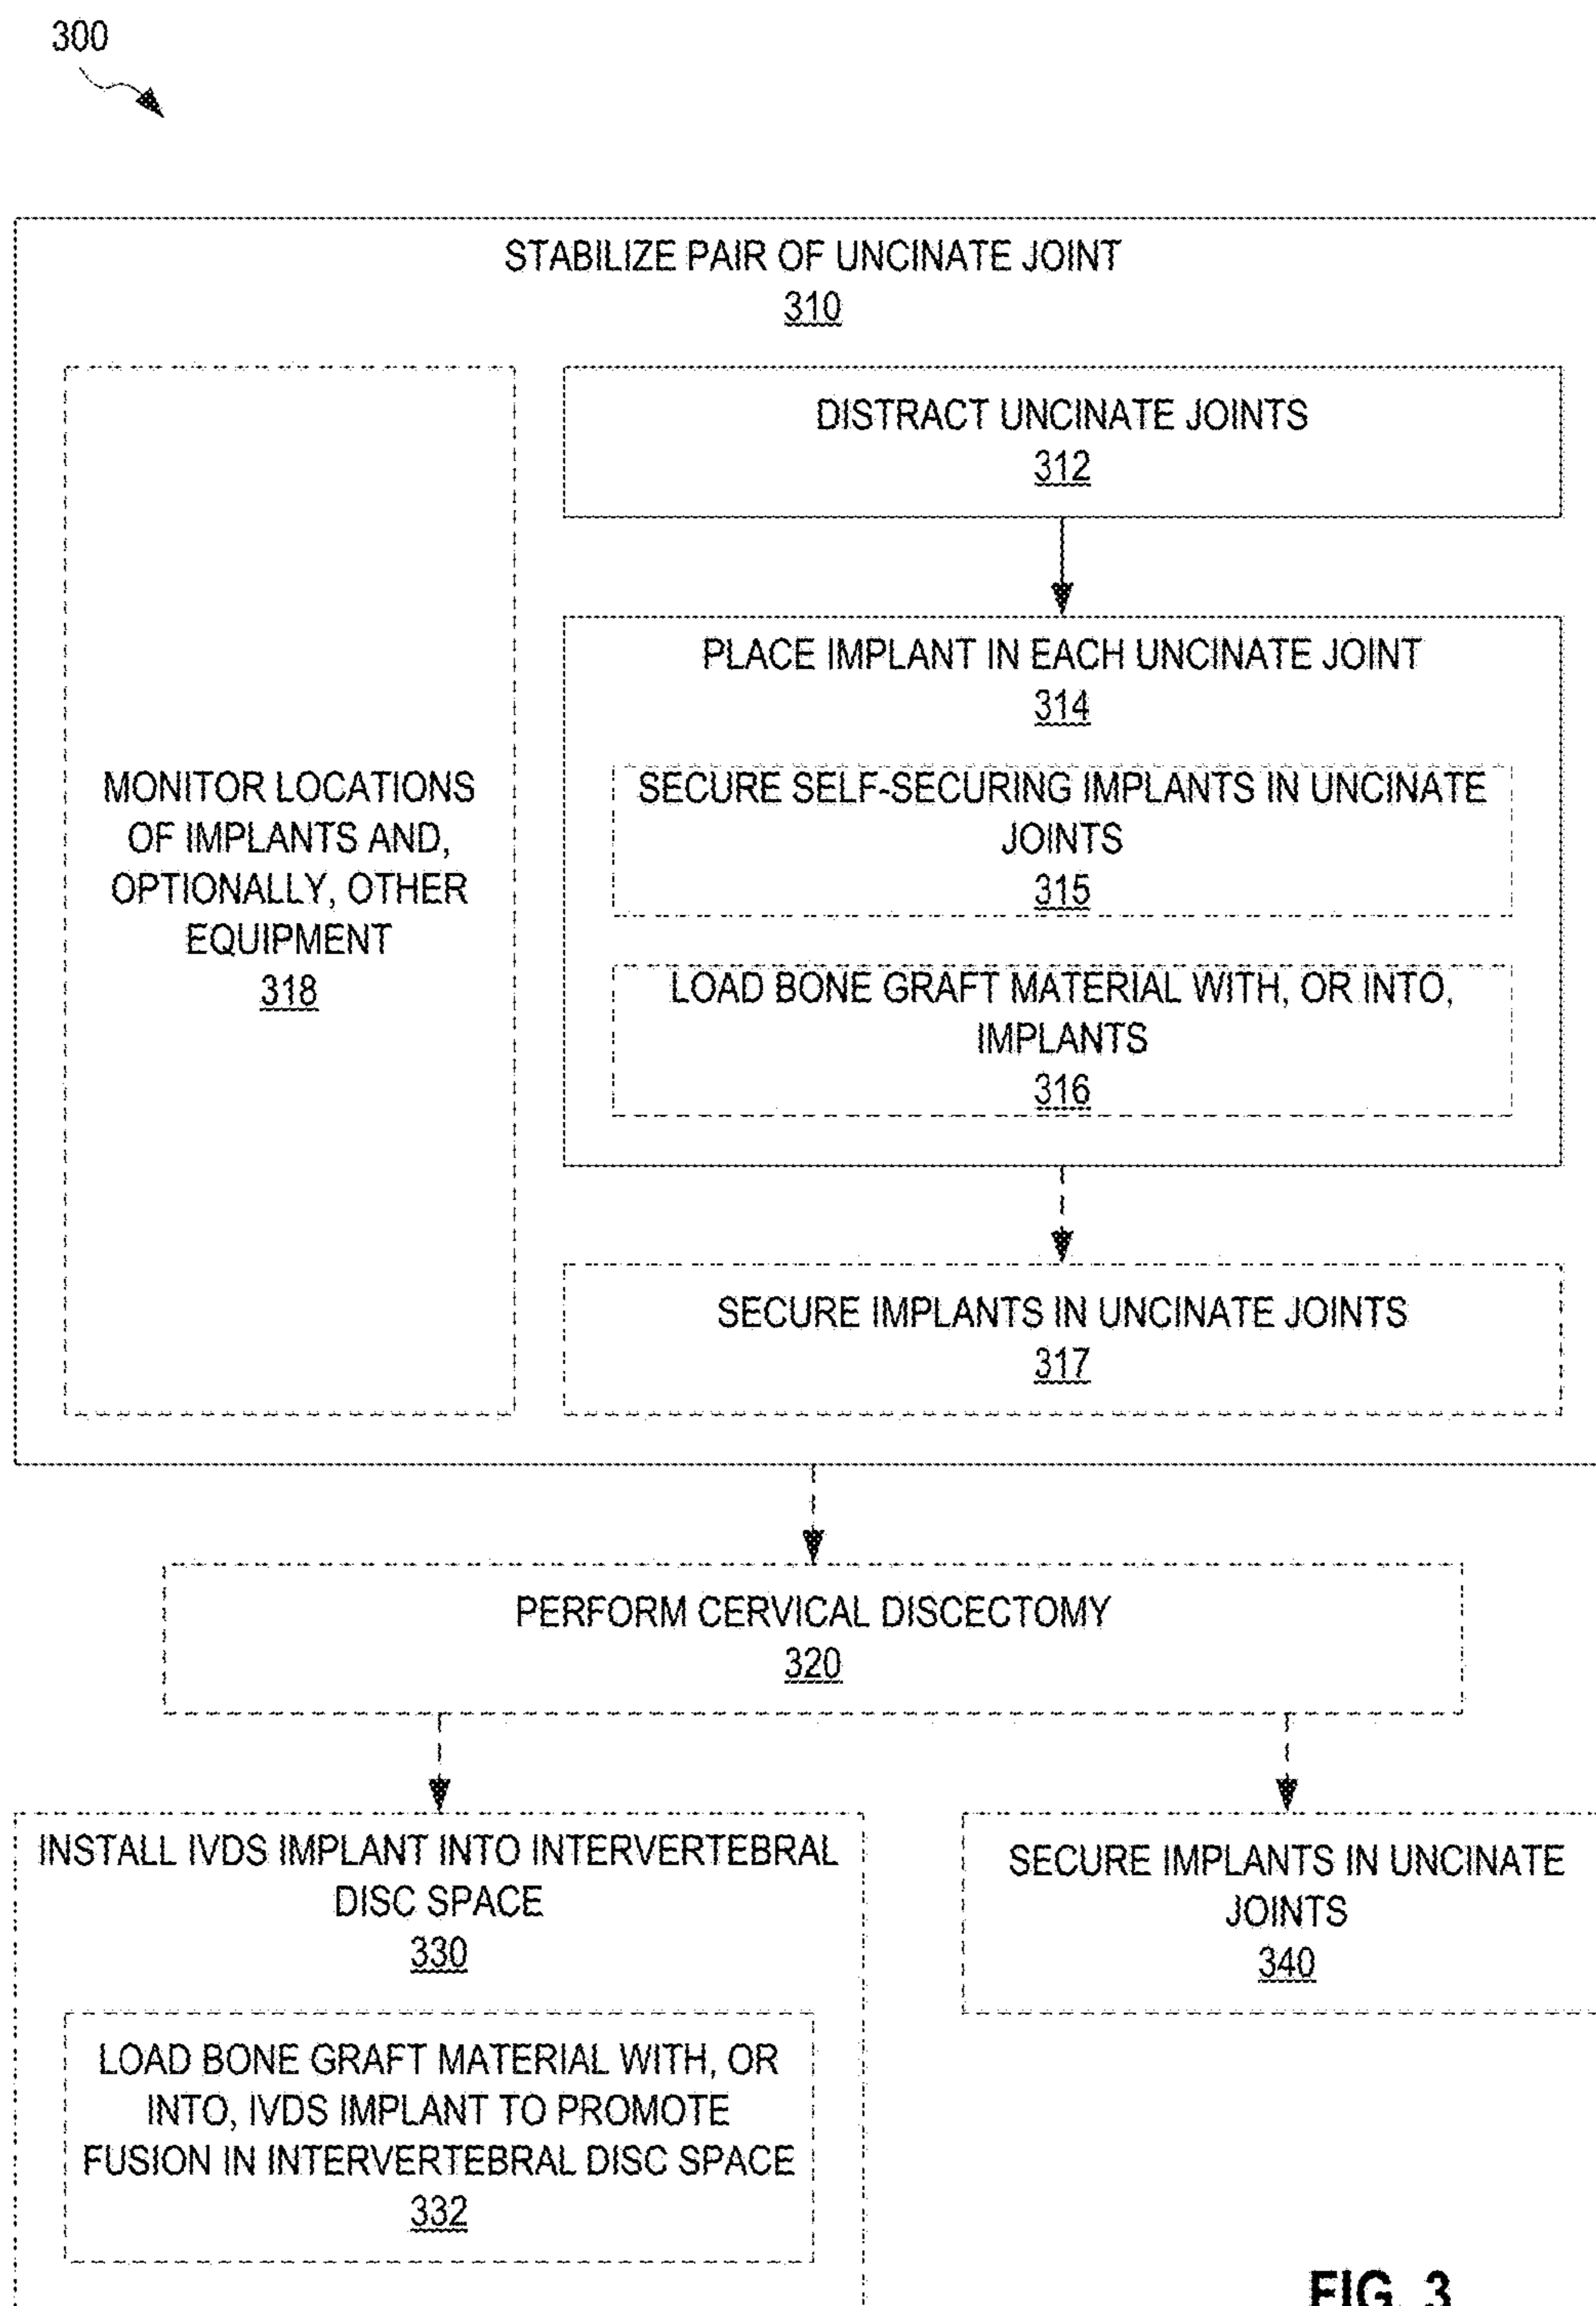 300
STABILIZE PAIR OF UNCINATE JOINT
310
DISTRACT UNCINATE JOINTS
312
PLACE IMPLANT IN EACH UNCINATE JOINT
314
SECURE SELF-SECURING IMPLANTS IN UNCINATE
JOINTS
315
LOAD BONE GRAFT MATERIAL WITH, OR INTO,
IMPLANTS
316
MONITOR LOCATIONS
OF IMPLANTS AND,
OPTIONALLY, OTHER
EQUIPMENT
318
SECURE IMPLANTS IN UNCINATE JOINTS
317
PERFORM CERVICAL DISCECTOMY
320
INSTALL IVDS IMPLANT INTO INTERVERTEBRAL
DISC SPACE
330
LOAD BONE GRAFT MATERIAL WITH, OR
INTO, IVDS IMPLANT TO PROMOTE
FUSION IN INTERVERTEBRAL DISC SPACE
332
SECURE IMPLANTS IN UNCINATE
JOINTS
340
FIG. 3